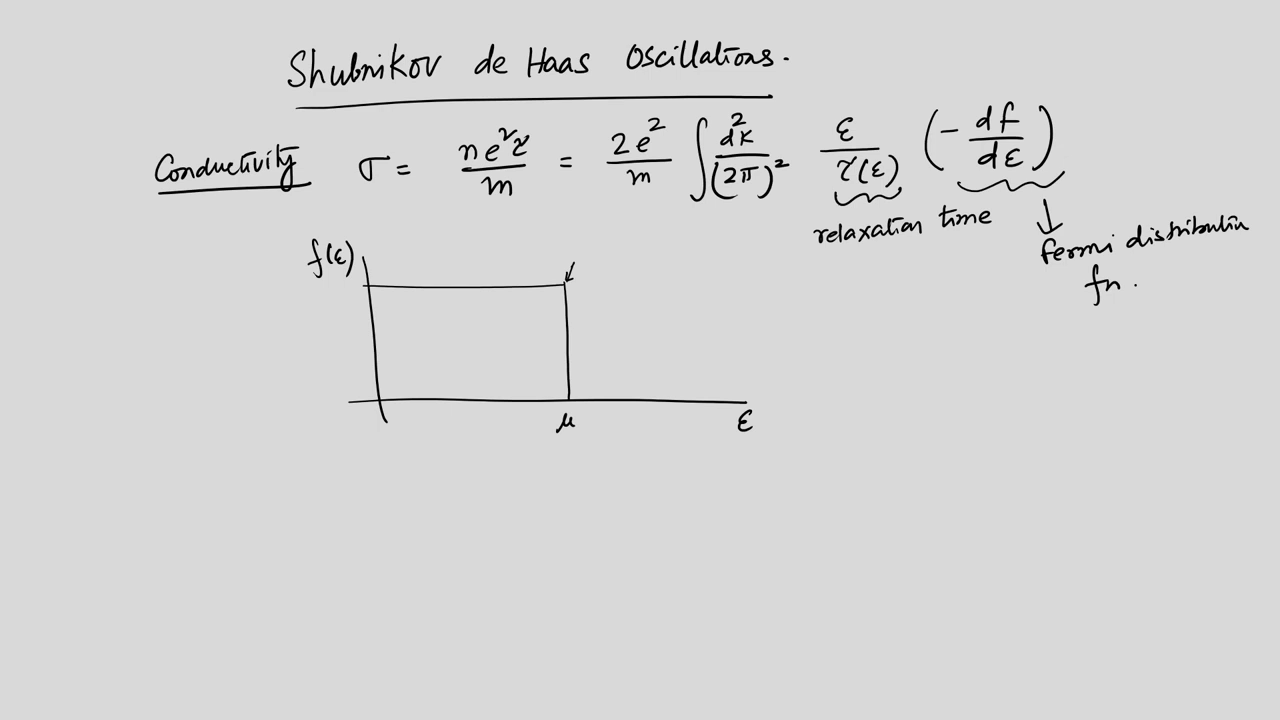 Shubnikov de Haas Oscillations.
Conductivity σ = ne²τ/m = 2e²/m ∫ d²k/(2π)² ε/τ(ε) (- df/dε)
relaxation time
fermi distribution
fn.
f(ε)
μ ε